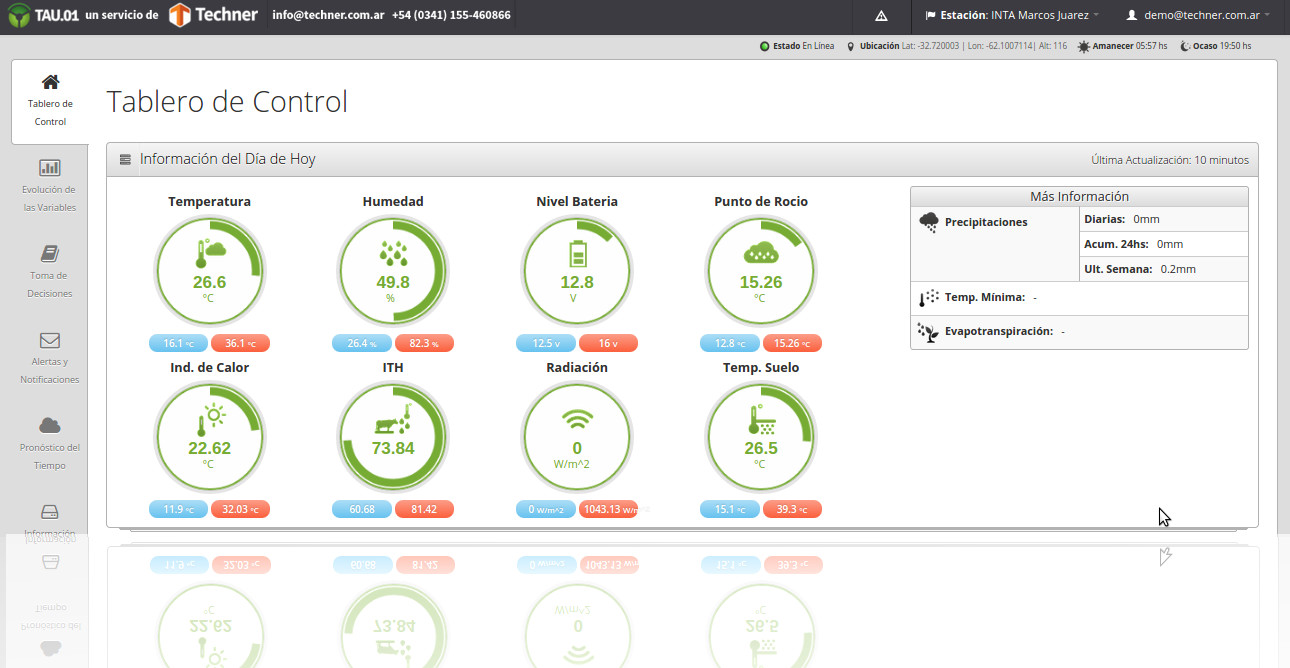 TAU.01 un servicio de Techner info@techner.com.ar +54 (0341) 155-460866 Estación: INTA Marcos Juarez demo@techner.com.ar
Estado En Línea Ubicación Lat: -32.720003 | Lon: -62.1007114| Alt: 116 Amanecer 05:57 hs Ocaso 19:50 hs
Tablero de
Control
Evolución de
las Variables
Toma de
Decisiones
Alertas y
Notificaciones
Pronóstico del
Tiempo
Información
Tablero de Control
Información del Día de Hoy
Última Actualización: 10 minutos
Temperatura
26.6
°C
16.1 °C 36.1 °C
Humedad
49.8
%
26.4 % 82.3 %
Nivel Bateria
12.8
V
12.5 V 16 V
Punto de Rocio
15.26
°C
12.8 °C 15.26 °C
Ind. de Calor
22.62
°C
11.9 °C 32.03 °C
ITH
73.84
60.68 81.42
Radiación
0
W/m^2
0 W/m^2 1043.13 W/m^2
Temp. Suelo
26.5
°C
15.1 °C 39.3 °C
Más Información
Precipitaciones
Diarias: 0mm
Acum. 24hs: 0mm
Ult. Semana: 0.2mm
Temp. Mínima: -
Evapotranspiración: -